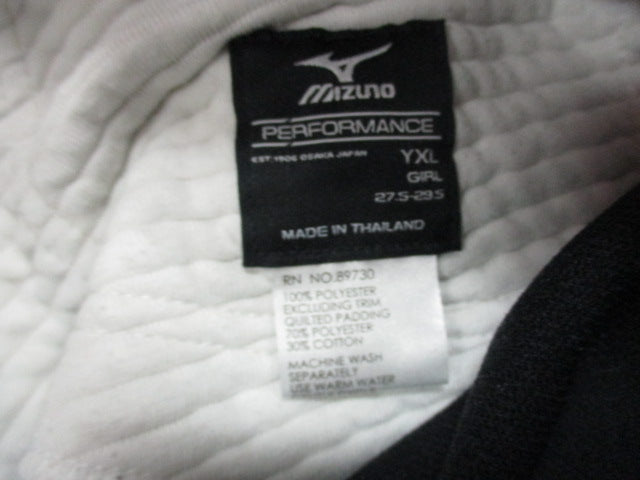 MIZUNO
PERFORMANCE
EST. 1906 OSAKA JAPAN
YXL
GIRL
27.5-29.5
MADE IN THAILAND
RN NO.89730
100% POLYESTER
EXCLUDING TRIM
QUILTED PADDING
70% POLYESTER
30% COTTON
MACHINE WASH
SEPARATELY
USE WARM WATER